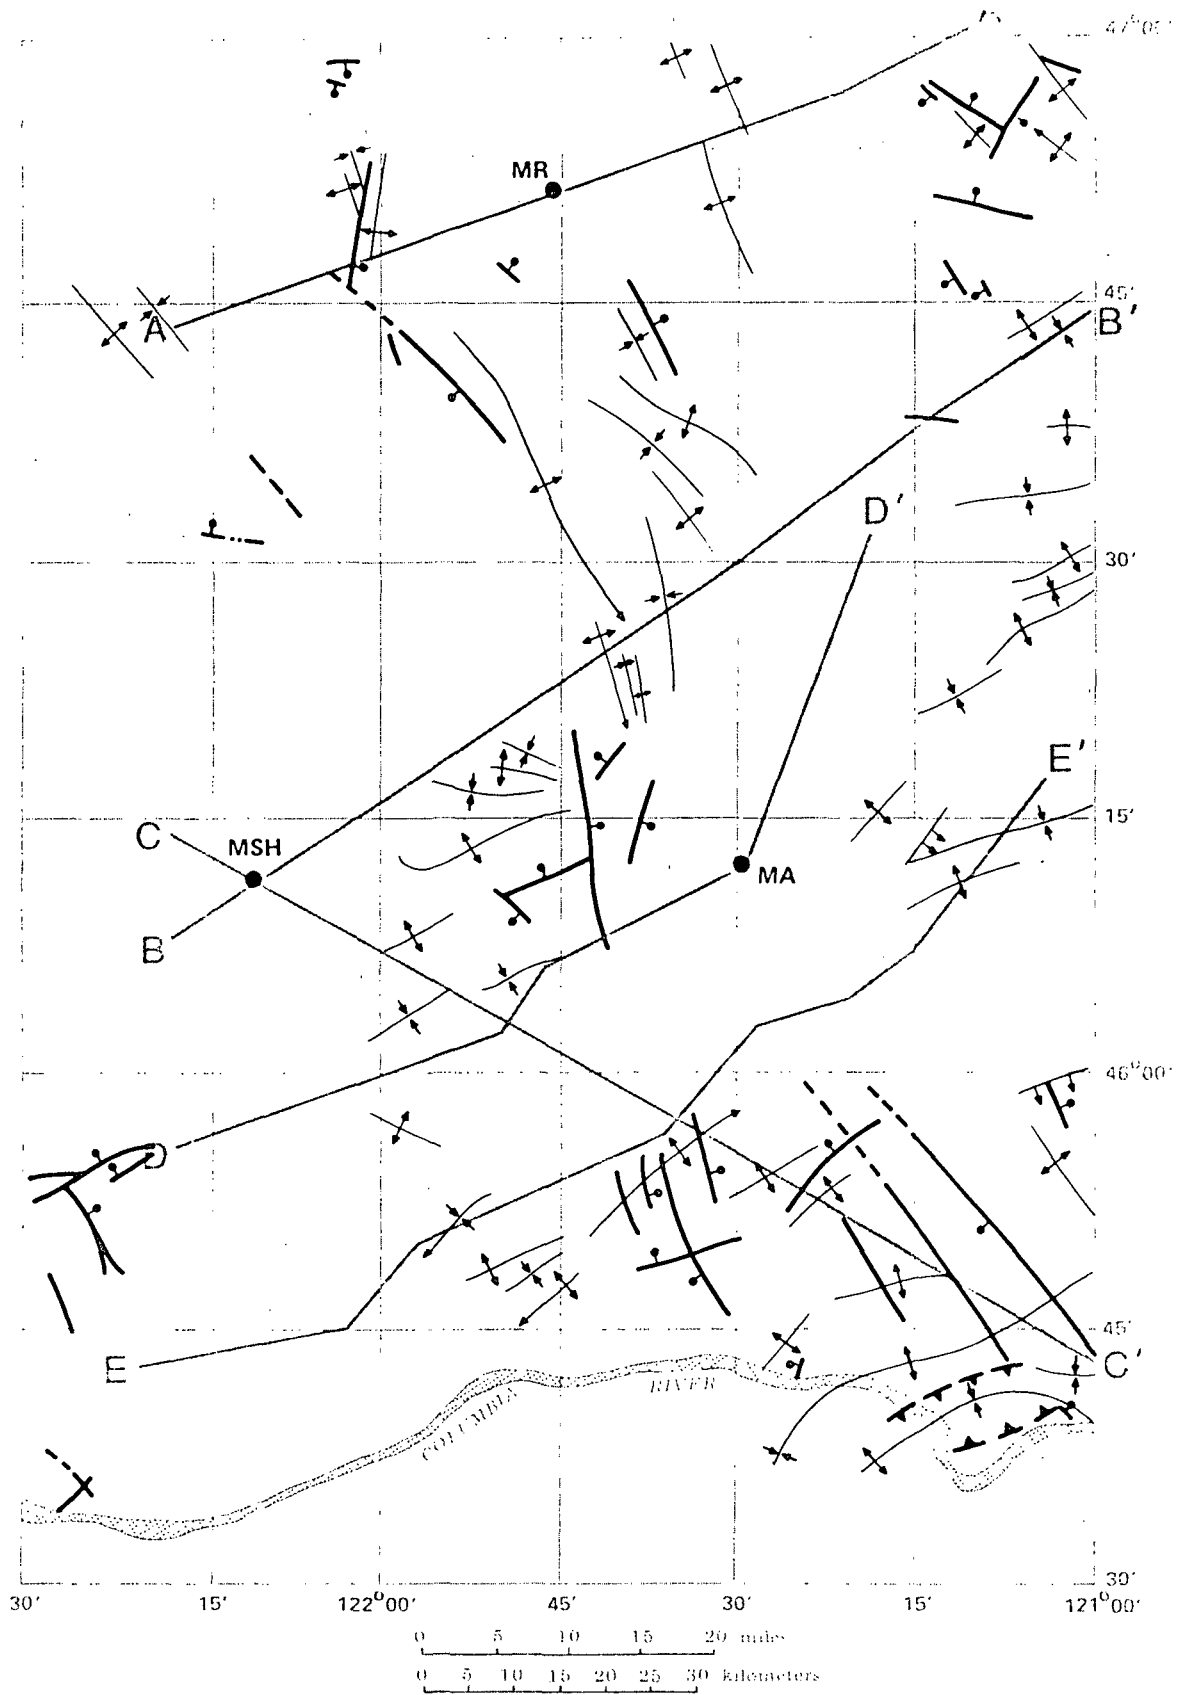 47°00'
MR
A
45'
B'
D'
30'
E'
C
MSH
15'
MA
B
46°00'
D
45'
E
C'
RIVER
COLUMBIA
30'
30' 15' 122°00' 45' 30' 15' 121°00'
0 5 10 15 20 miles
0 5 10 15 20 25 30 kilometers